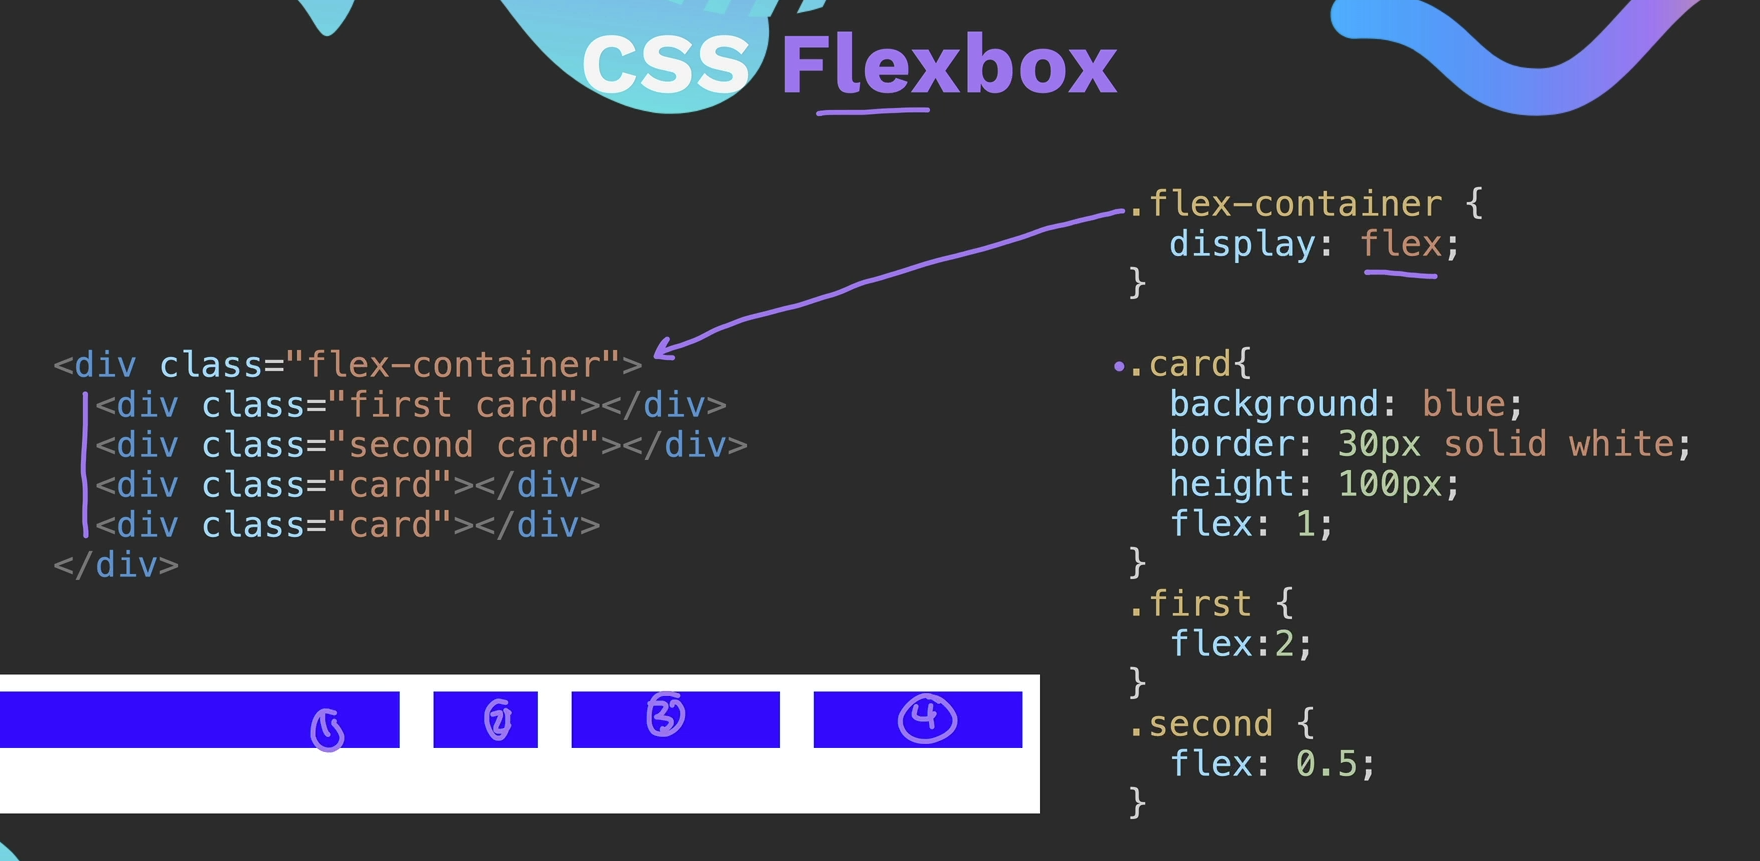 CSS Flexbox
<div class="flex-container">
<div class="first card"></div>
<div class="second card"></div>
<div class="card"></div>
<div class="card"></div>
</div>
.flex-container {
display: flex;
}
.card{
background: blue;
border: 30px solid white;
height: 100px;
flex: 1;
}
.first {
flex:2;
}
.second {
flex: 0.5;
}
1 2 3 4